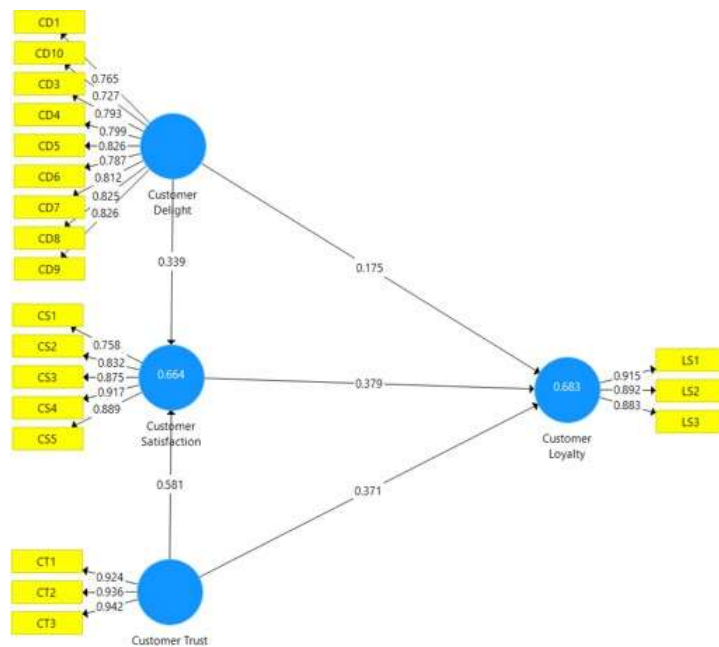 CD1
CD10
CD3
CD4
CD5
CD6
CD7
CD8
CD9
0.765
0.727
0.793
0.799
0.826
0.787
0.812
0.825
0.826
Customer
Delight
0.339
0.175
CS1
CS2
CS3
CS4
CS5
0.758
0.832
0.875
0.917
0.889
0.664
Customer
Satisfaction
0.379
0.683
Customer
Loyalty
0.915
0.892
0.883
LS1
LS2
LS3
0.581
0.371
CT1
CT2
CT3
0.924
0.936
0.942
Customer Trust